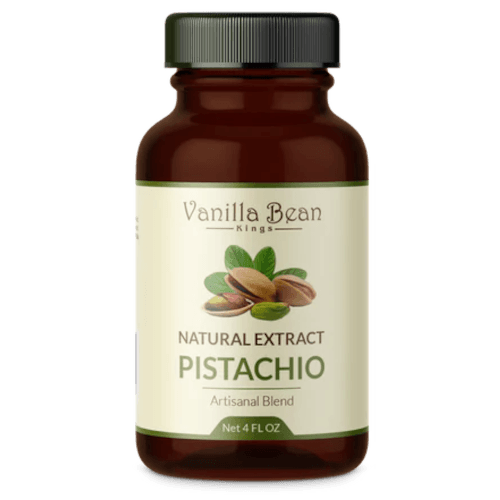 Vanilla Bean
Kings
NATURAL EXTRACT
PISTACHIO
Artisanal Blend
Net 4 FL OZ